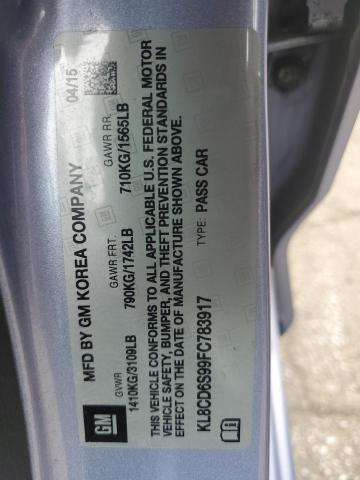 GM
MFD BY GM KOREA COMPANY 04/15
GVWR GAWR FRT. GAWR RR.
1410KG/3109LB 790KG/1742LB 710KG/1565LB
THIS VEHICLE CONFORMS TO ALL APPLICABLE U.S. FEDERAL MOTOR
VEHICLE SAFETY, BUMPER, AND THEFT PREVENTION STANDARDS IN
EFFECT ON THE DATE OF MANUFACTURE SHOWN ABOVE.
TYPE: PASS CAR
KL8CD6S99FC783917